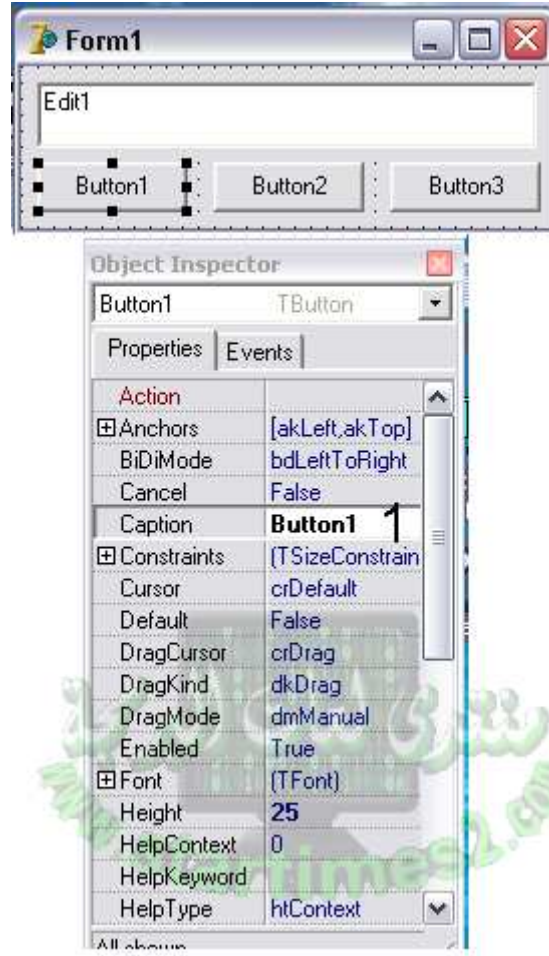 Form1
Edit1
Button1 Button2 Button3
Object Inspector
Button1 TButton
Properties Events
Action
Anchors [akLeft,akTop]
BiDiMode bdLeftToRight
Cancel False
Caption Button1 1
Constraints (TSizeConstrain
Cursor crDefault
Default False
DragCursor crDrag
DragKind dkDrag
DragMode dmManual
Enabled True
Font (TFont)
Height 25
HelpContext 0
HelpKeyword
HelpType htContext
All shown